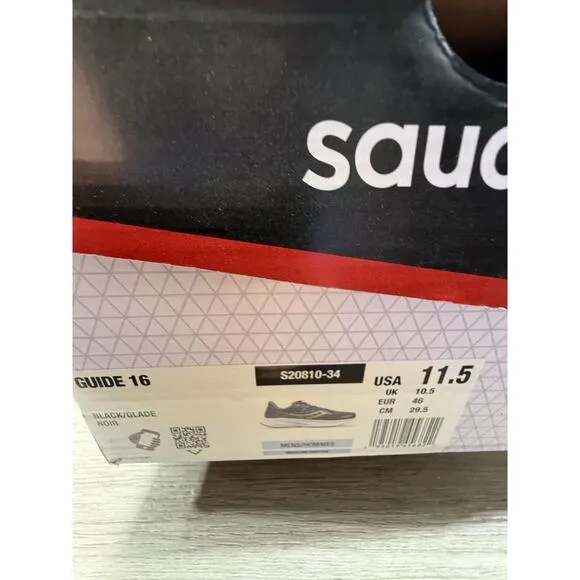 sauc
GUIDE 16
S20810-34
USA 11.5
UK 10.5
EUR 46
CM 29.5
BLACK/GLADE
NOIR
MENS/HOMMES